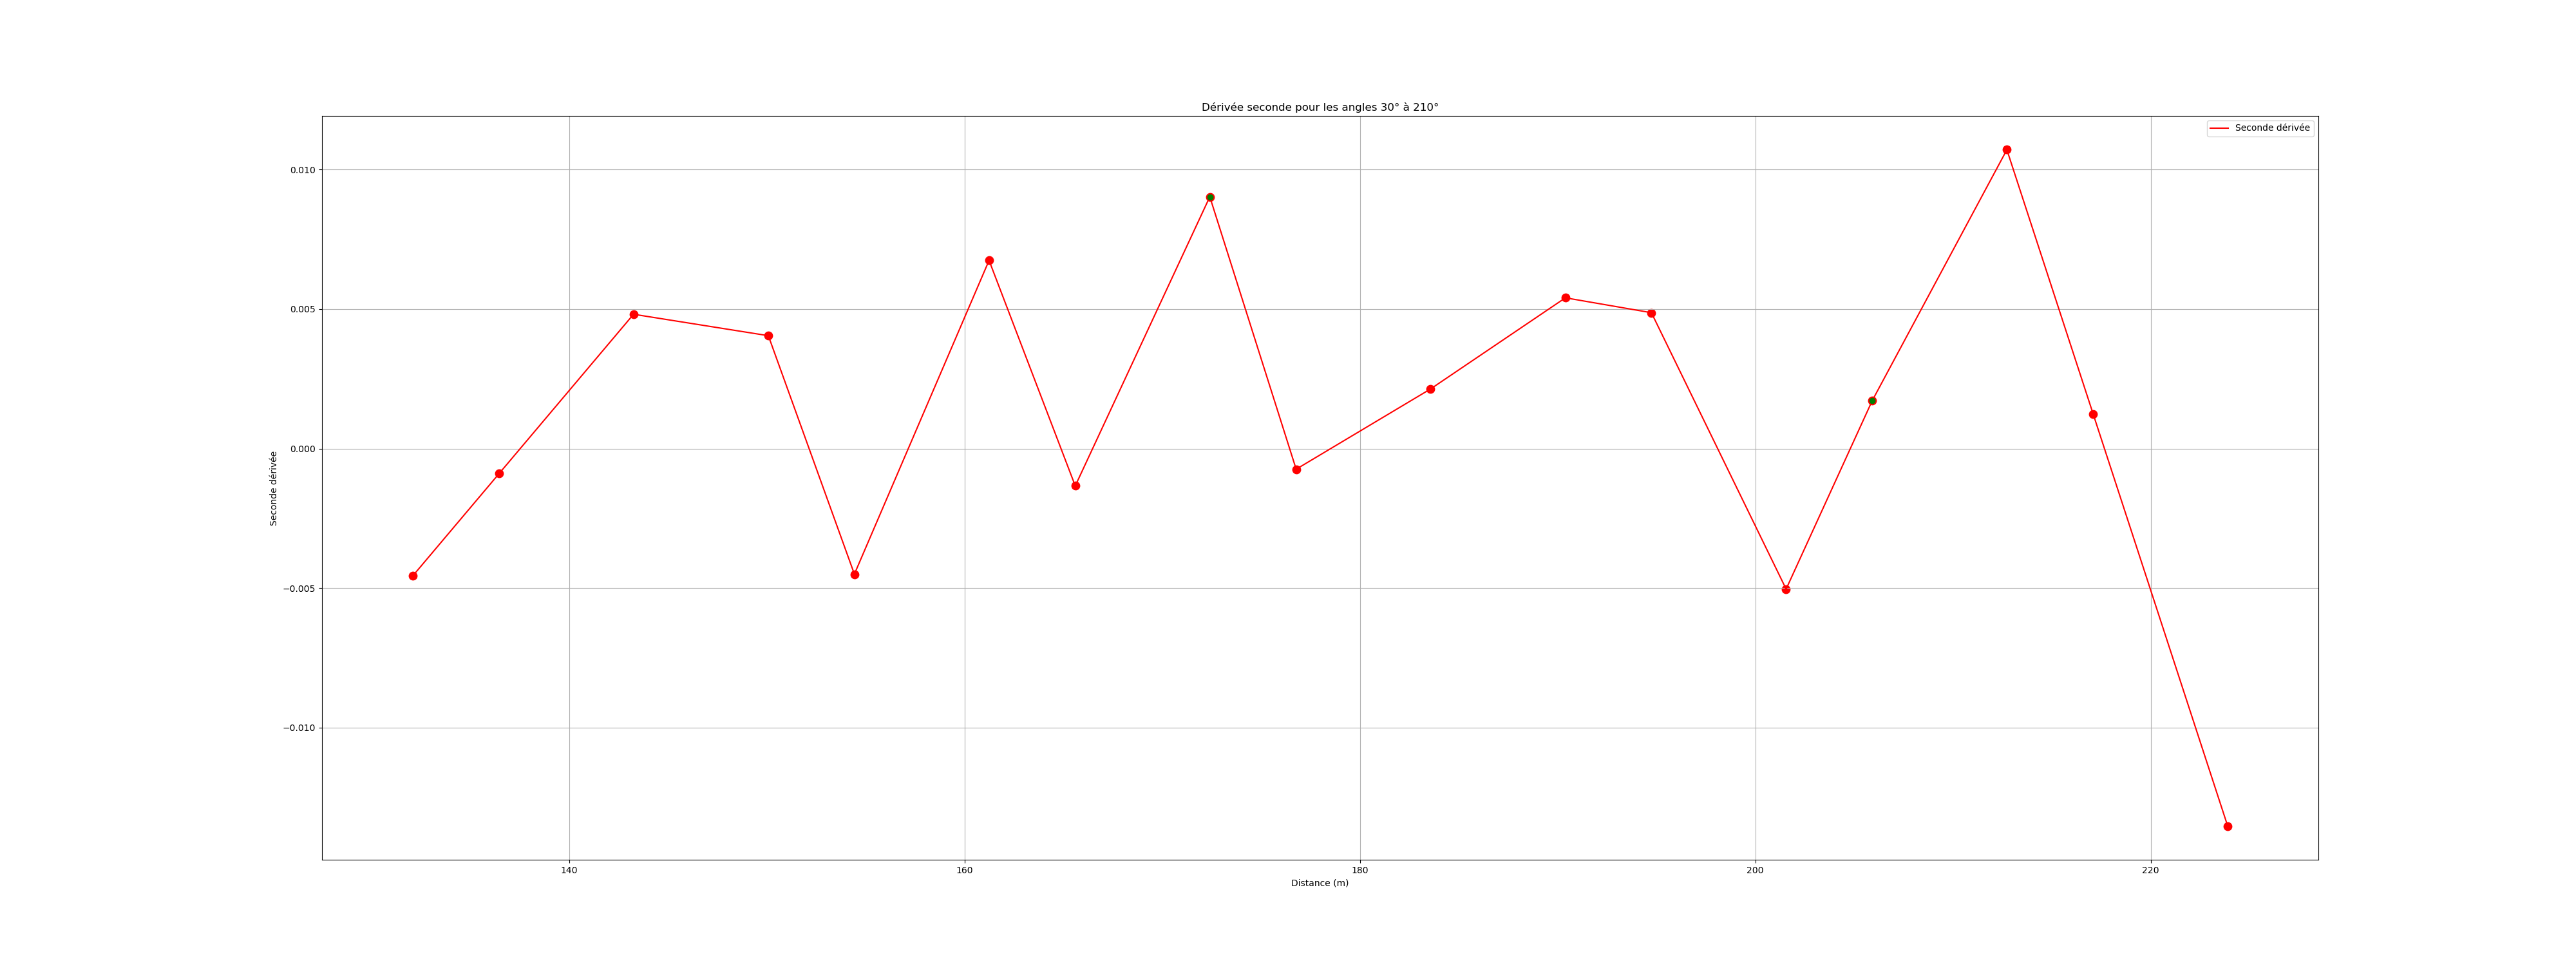 Dérivée seconde pour les angles 30° à 210°
Seconde dérivée
0.010
0.005
0.000
−0.005
−0.010
Seconde dérivée
140
160
180
200
220
Distance (m)